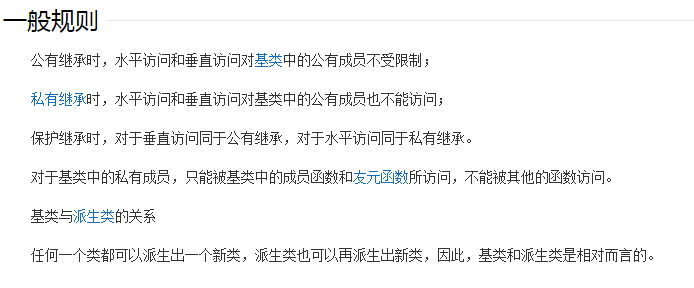 一般规则
公有继承时，水平访问和垂直访问对基类中的公有成员不受限制；
私有继承时，水平访问和垂直访问对基类中的公有成员也不能访问；
保护继承时，对于垂直访问同于公有继承，对于水平访问同于私有继承。
对于基类中的私有成员，只能被基类中的成员函数和友元函数所访问，不能被其他的函数访问。
基类与派生类的关系
任何一个类都可以派生出一个新类，派生类也可以再派生出新类，因此，基类和派生类是相对而言的。